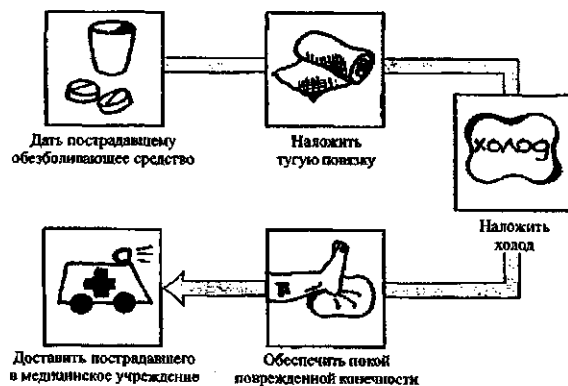 Дать пострадавшему
обезболивающее средство
Наложить
тугую повязку
холод
Наложить
холод
Обеспечить покой
поврежденной конечности
Доставить пострадавшего
в медицинское учреждение